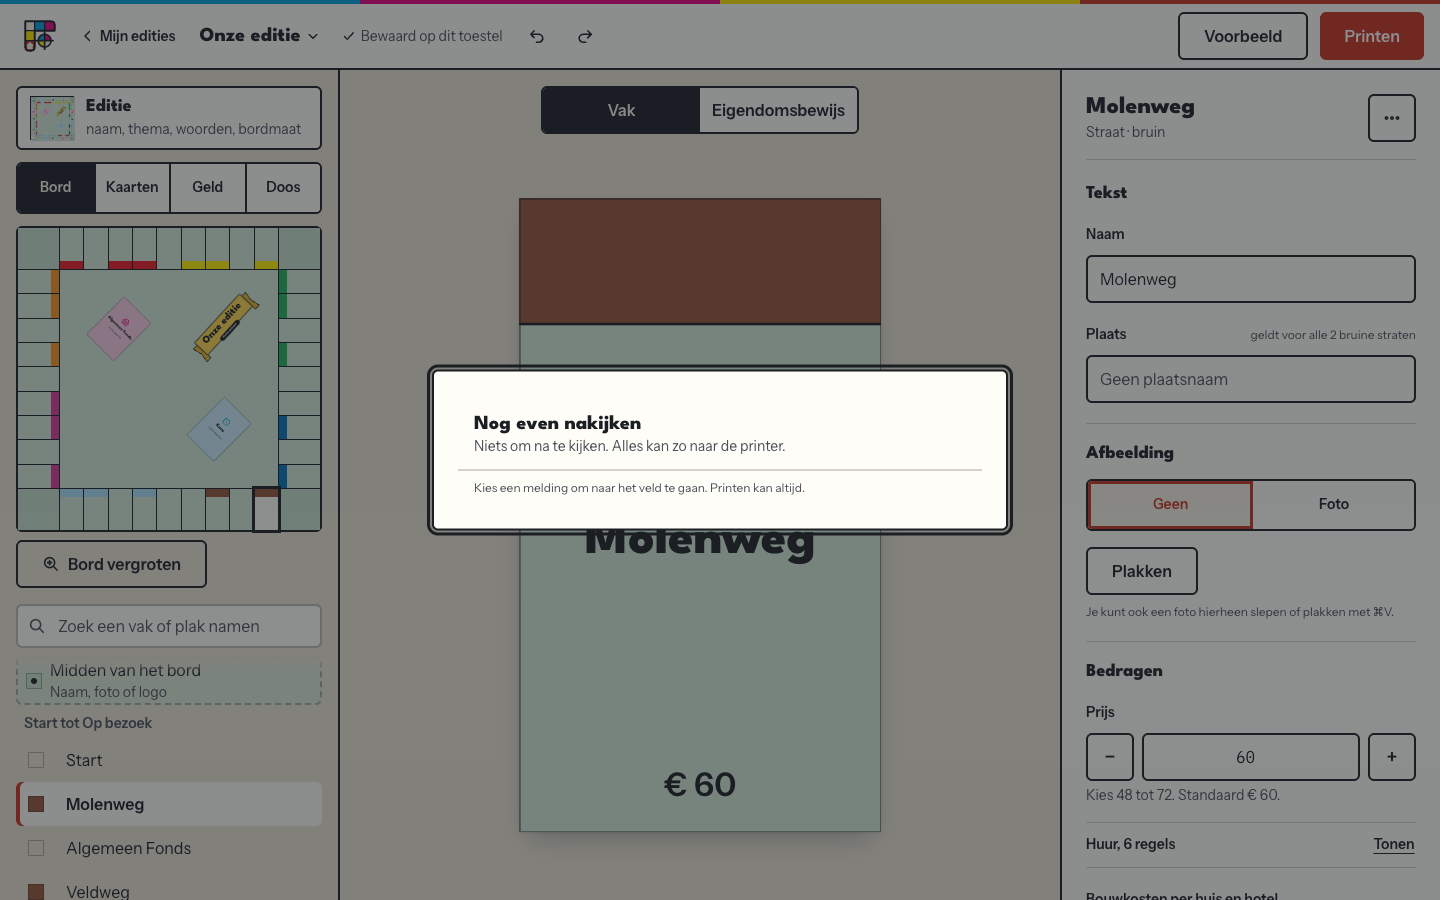 Mijn edities
Onze editie
Bewaard op dit toestel
Voorbeeld
Printen
Editie
naam, thema, woorden, bordmaat
Bord
Kaarten
Geld
Doos
Algemeen Fonds
Onze editie
Kans
Bord vergroten
Zoek een vak of plak namen
Midden van het bord
Naam, foto of logo
Start tot Op bezoek
Start
Molenweg
Algemeen Fonds
Veldweg
Vak
Eigendomsbewijs
Nog even nakijken
Niets om na te kijken. Alles kan zo naar de printer.
Kies een melding om naar het veld te gaan. Printen kan altijd.
Molenweg
€ 60
Molenweg
Straat · bruin
Tekst
Naam
Molenweg
Plaats
geldt voor alle 2 bruine straten
Geen plaatsnaam
Afbeelding
Geen
Foto
Plakken
Je kunt ook een foto hierheen slepen of plakken met ⌘V.
Bedragen
Prijs
−
60
+
Kies 48 tot 72. Standaard € 60.
Huur, 6 regels
Tonen
Bouwkosten per huis en hotel